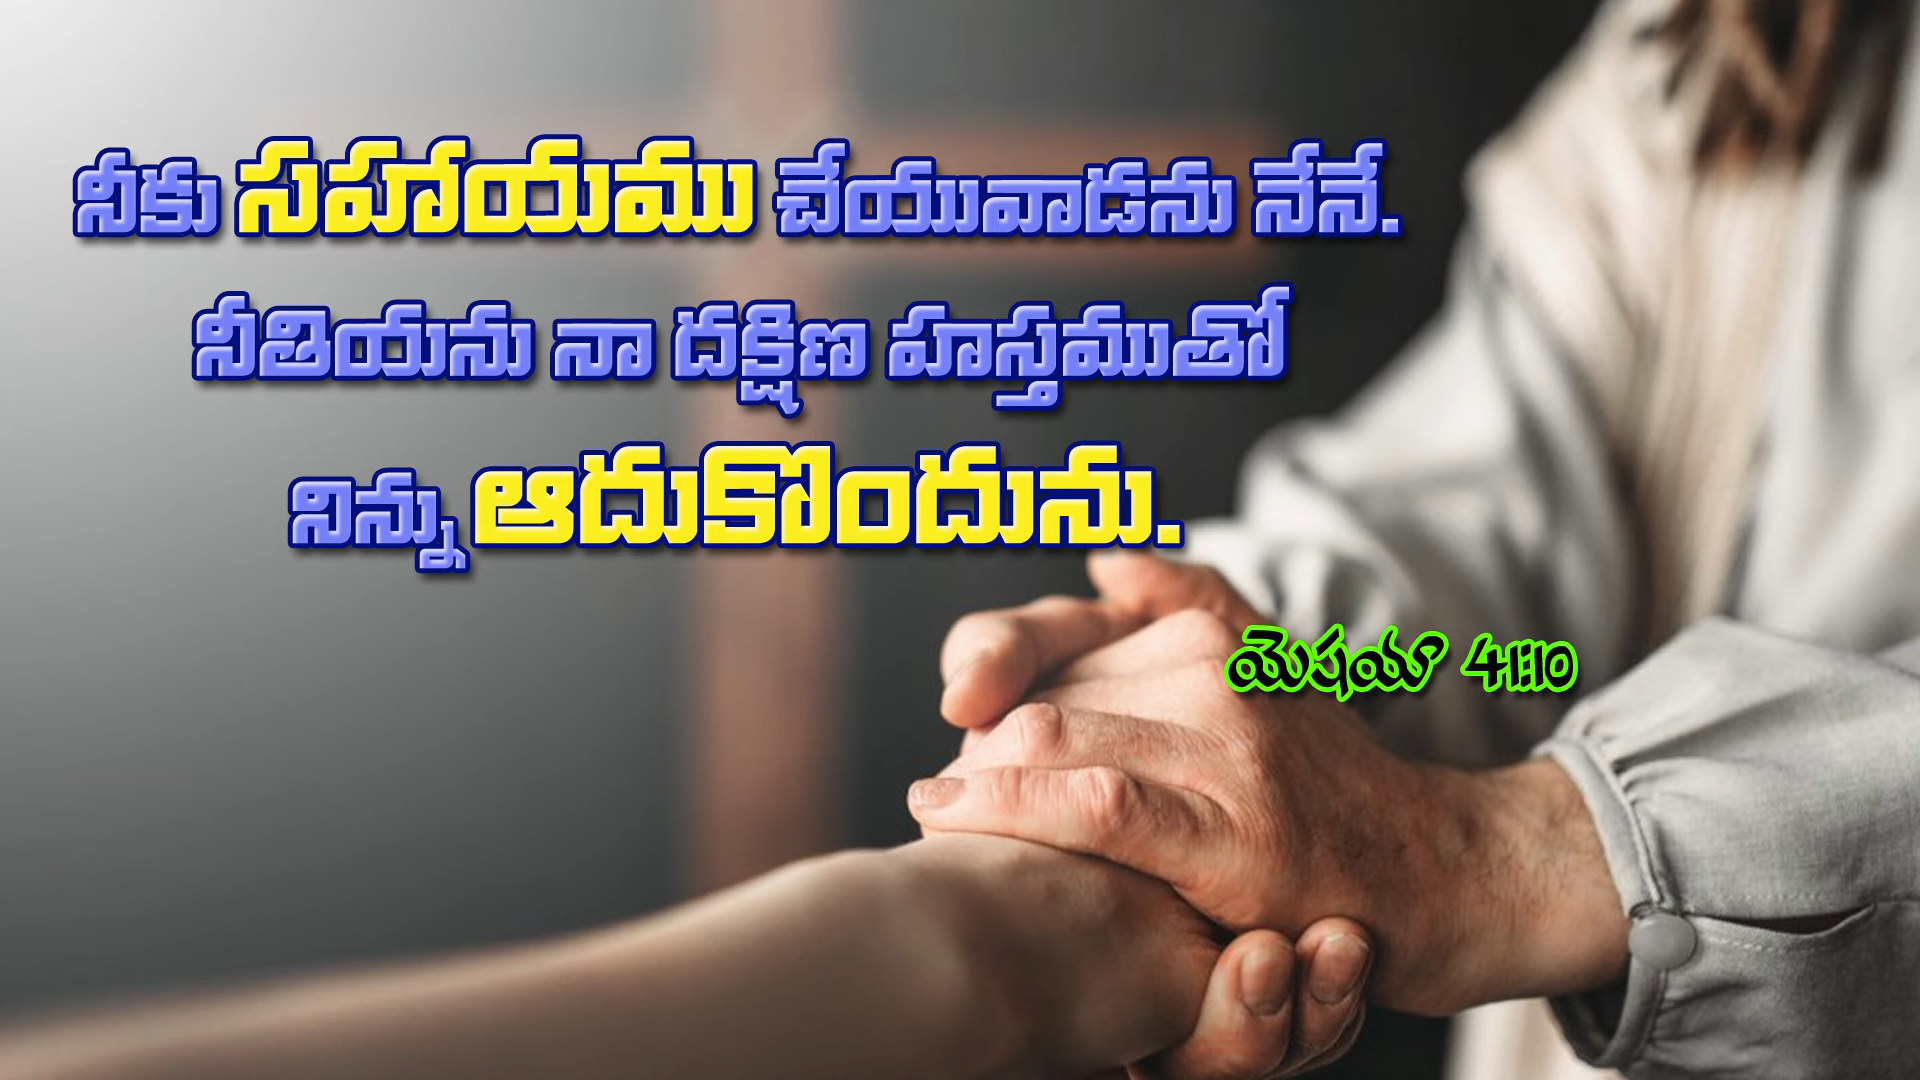 నీకు సహాయము చేయువాడను నేనే.
నీతియను నా దక్షిణ హస్తముతో
నిన్ను ఆదుకొందును.
యెషయా 41:10